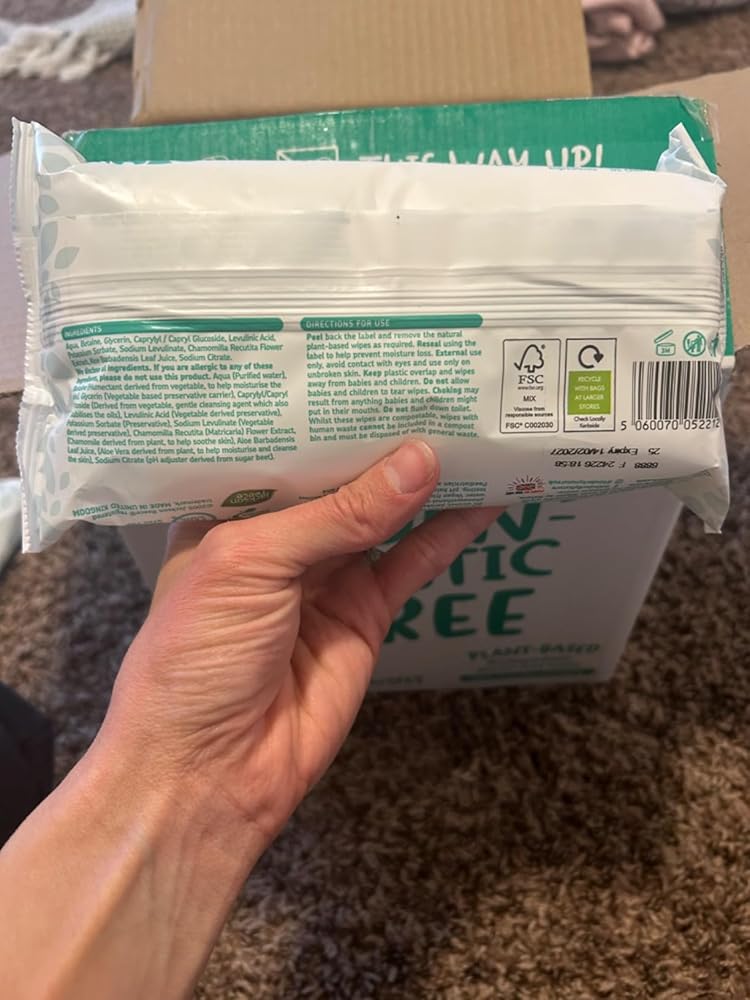 THIS WAY UP!
INGREDIENTS
Aqua, Betaine, Glycerin, Caprylyl / Capryl Glucoside, Levulinic Acid,
Potassium Sorbate, Sodium Levulinate, Chamomilla Recutita Flower
Extract, Aloe Barbadensis Leaf Juice, Sodium Citrate.
ingredients. If you are allergic to any of these
please do not use this product. Aqua (Purified water),
(Humectant derived from vegetable, to help moisturise the
Glycerin (Vegetable based preservative carrier), Caprylyl/Capryl
(Derived from vegetable, gentle cleansing agent which also
the oils), Levulinic Acid (Vegetable derived preservative),
Potassium Sorbate (Preservative), Sodium Levulinate (Vegetable
derived preservative), Chamomilla Recutita (Matricaria) Flower Extract,
(Chamomile derived from plant, to help soothe skin), Aloe Barbadensis
Leaf Juice, (Aloe Vera derived from plant, to help moisturise and cleanse
the skin), Sodium Citrate (pH adjuster derived from sugar beet).
DIRECTIONS FOR USE
Peel back the label and remove the natural
plant-based wipes as required. Reseal using the
label to help prevent moisture loss. External use
only, avoid contact with eyes and use only on
unbroken skin. Keep plastic overlap and wipes
away from babies and children. Do not allow
babies and children to tear wipes. Choking may
result from anything babies and children might
put in their mouths. Do not flush down toilet.
Whilst these wipes are compostable, wipes with
human waste cannot be included in a compost
bin and must be disposed of with general waste.
FSC
www.fsc.org
MIX
Viscose from
responsible sources
FSC® C002030
RECYCLE
WITH BAGS
AT LARGER
STORES
Check Locally
Kerbside
5 060070 052212
25 Expiry 14/02/2027
8888 F 24226 18:58
MADE IN UNITED KINGDOM
TIC
REE
PLANT-BASED